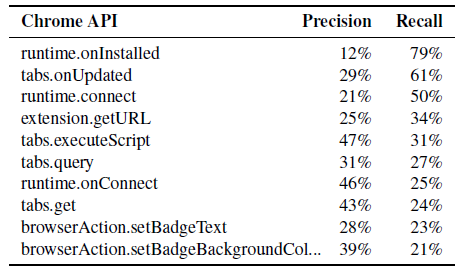 Chrome API Precision Recall
runtime.onInstalled 12% 79%
tabs.onUpdated 29% 61%
runtime.connect 21% 50%
extension.getURL 25% 34%
tabs.executeScript 47% 31%
tabs.query 31% 27%
runtime.onConnect 46% 25%
tabs.get 43% 24%
browserAction.setBadgeText 28% 23%
browserAction.setBadgeBackgroundCol... 39% 21%